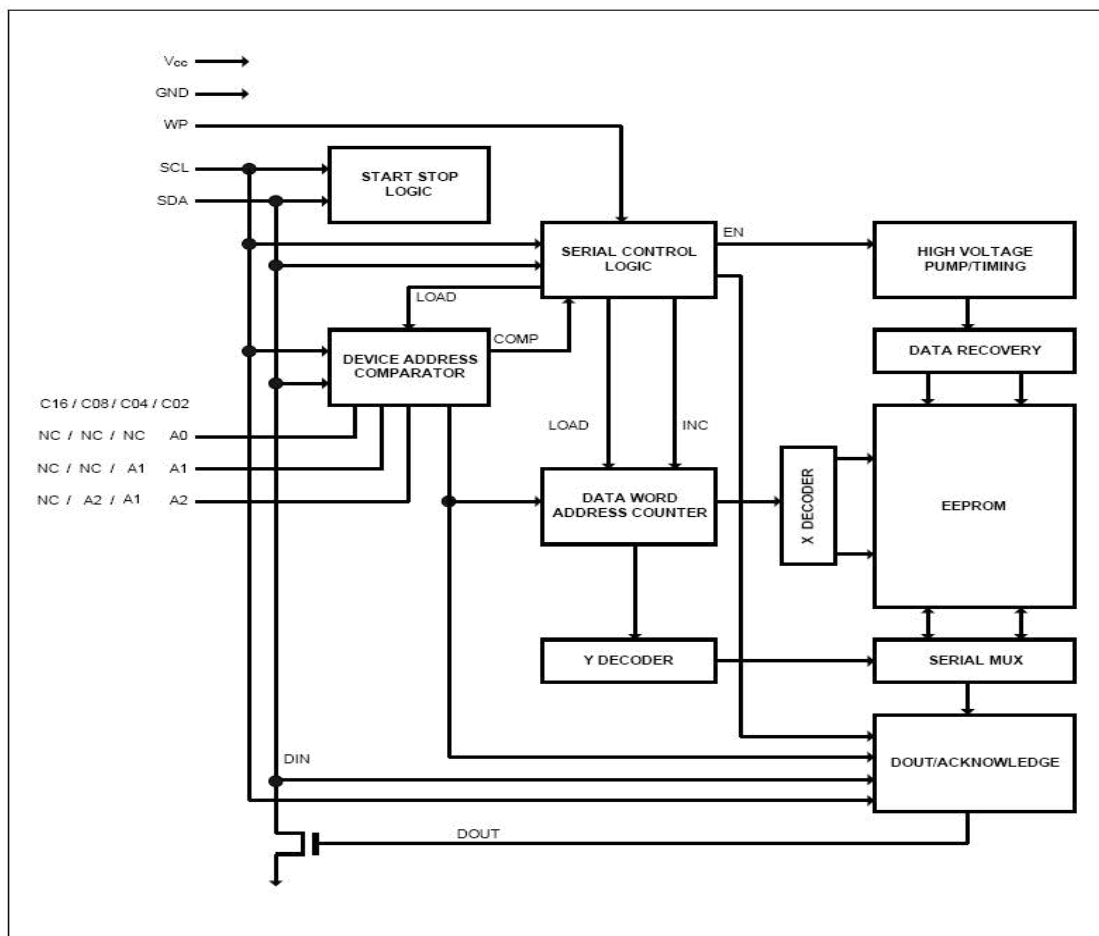 Vcc
GND
WP
SCL
SDA
START STOP
LOGIC
SERIAL CONTROL
LOGIC
EN
HIGH VOLTAGE
PUMP/TIMING
LOAD
COMP
DEVICE ADDRESS
COMPARATOR
DATA RECOVERY
C16 / C08 / C04 / C02
NC / NC / NC A0
NC / NC / A1 A1
NC / A2 / A1 A2
LOAD
INC
DATA WORD
ADDRESS COUNTER
X DECODER
EEPROM
Y DECODER
SERIAL MUX
DIN
DOUT/ACKNOWLEDGE
DOUT